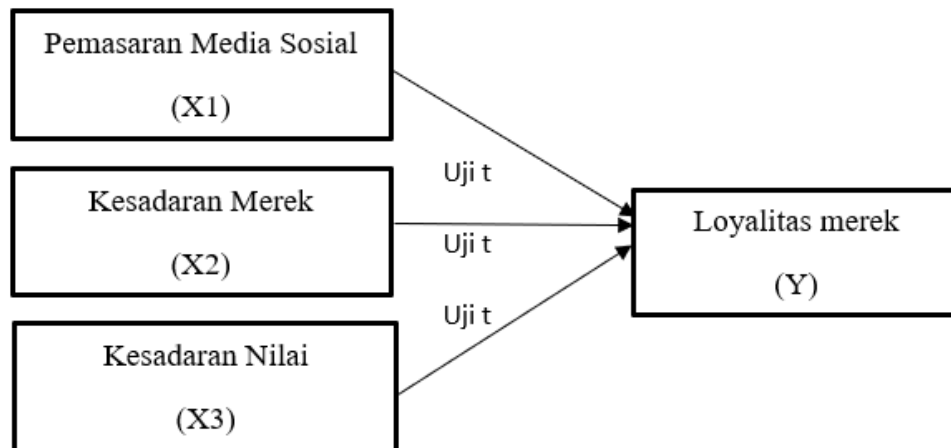 Pemasaran Media Sosial
(X1)
Uji t
Kesadaran Merek
(X2)
Uji t
Loyalitas merek
(Y)
Uji t
Kesadaran Nilai
(X3)